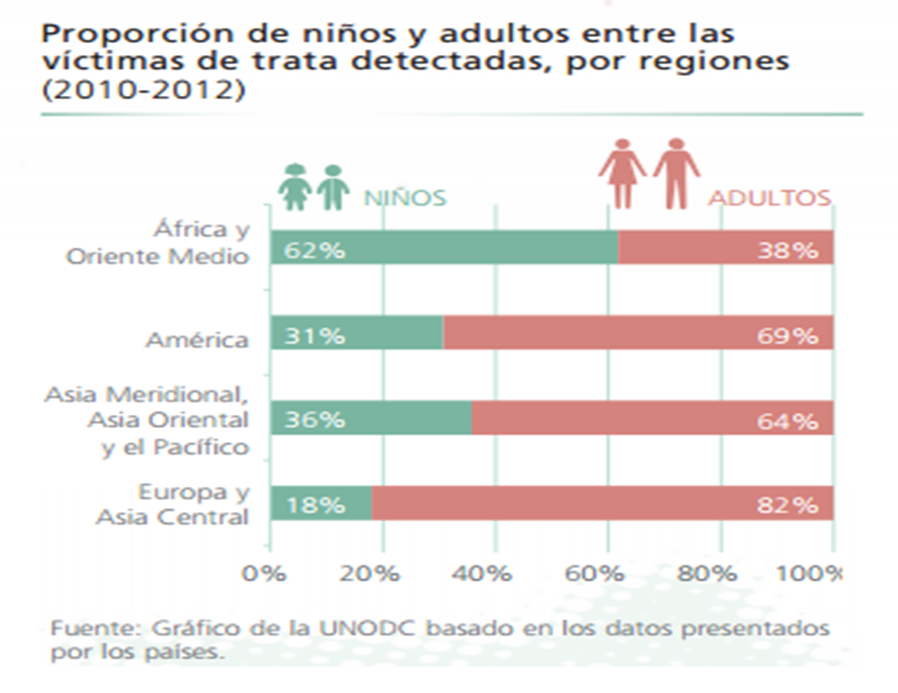 Proporción de niños y adultos entre las
víctimas de trata detectadas, por regiones
(2010-2012)
NIÑOS
ADULTOS
África y
Oriente Medio
62%
38%
América
31%
69%
Asia Meridional,
Asia Oriental
y el Pacífico
36%
64%
Europa y
Asia Central
18%
82%
0% 20% 40% 60% 80% 100%
Fuente: Gráfico de la UNODC basado en los datos presentados
por los países.